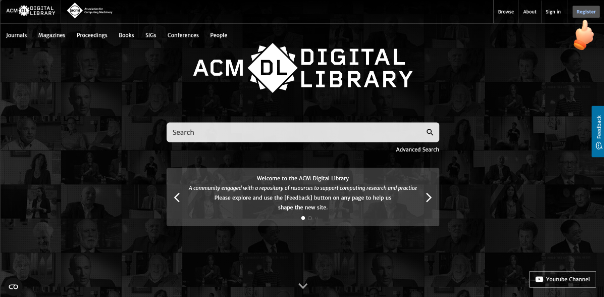 ACM DL DIGITAL LIBRARY
Association for Computing Machinery
Browse About Sign in Register
Journals Magazines Proceedings Books SIGs Conferences People
ACM DL DIGITAL LIBRARY
Search
Advanced Search
Feedback
Welcome to the ACM Digital Library
A community engaged with a repository of resources to support computing research and practice
Please explore and use the [Feedback] button on any page to help us
shape the new site.
Youtube Channel